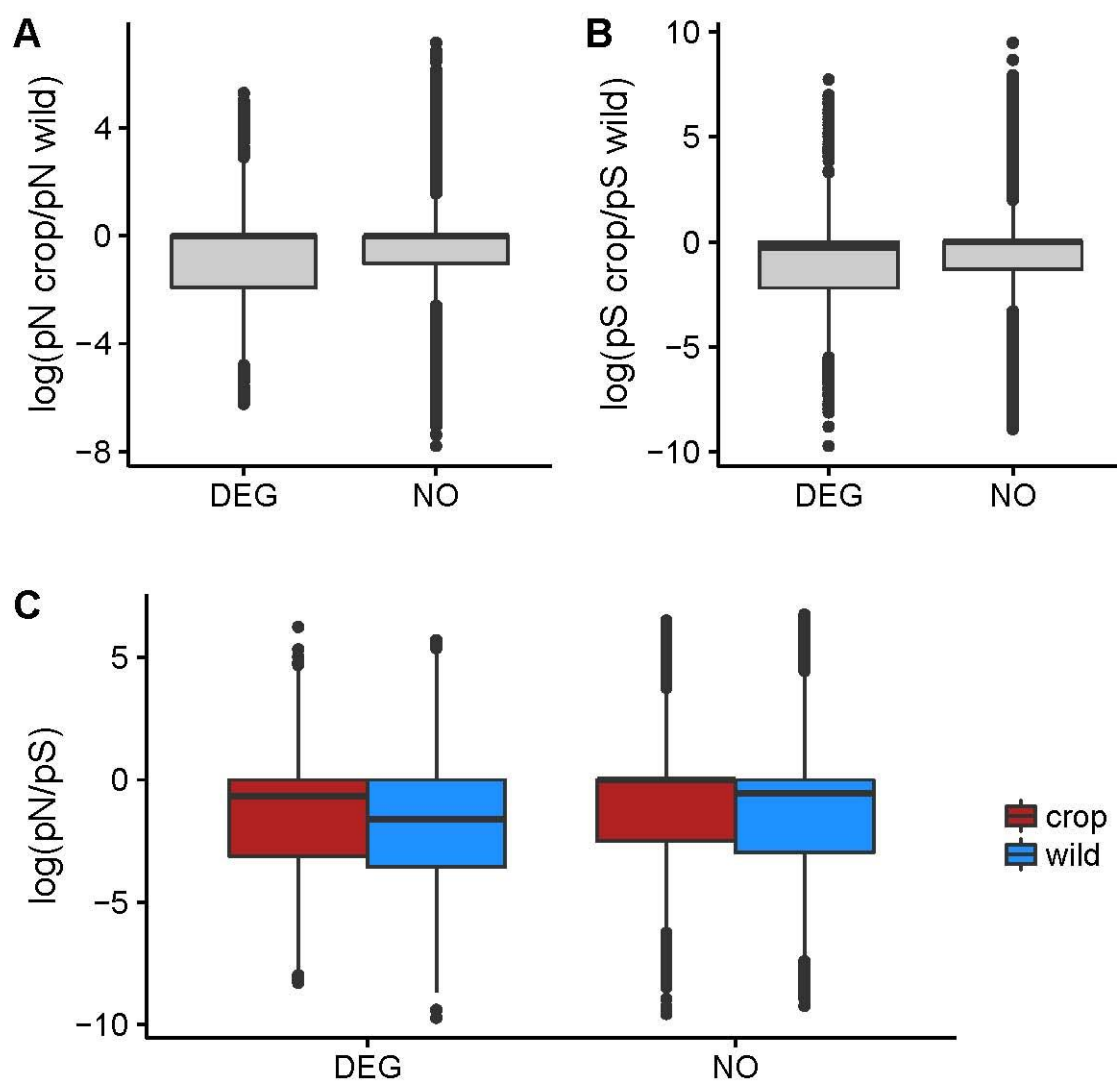 A
log(pN crop/pN wild)
4
0
−4
−8
DEG
NO
B
log(pS crop/pS wild)
10
5
0
−5
−10
DEG
NO
C
log(pN/pS)
5
0
−5
−10
DEG
NO
crop
wild